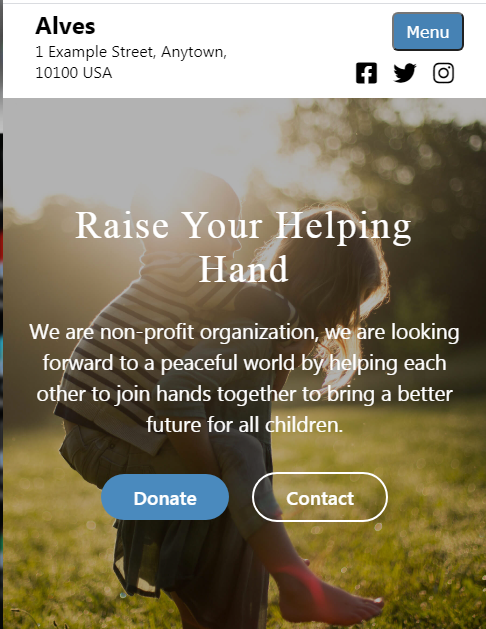 Alves
1 Example Street, Anytown,
10100 USA
Menu
Raise Your Helping
Hand
We are non-profit organization, we are looking
forward to a peaceful world by helping each
other to join hands together to bring a better
future for all children.
Donate
Contact